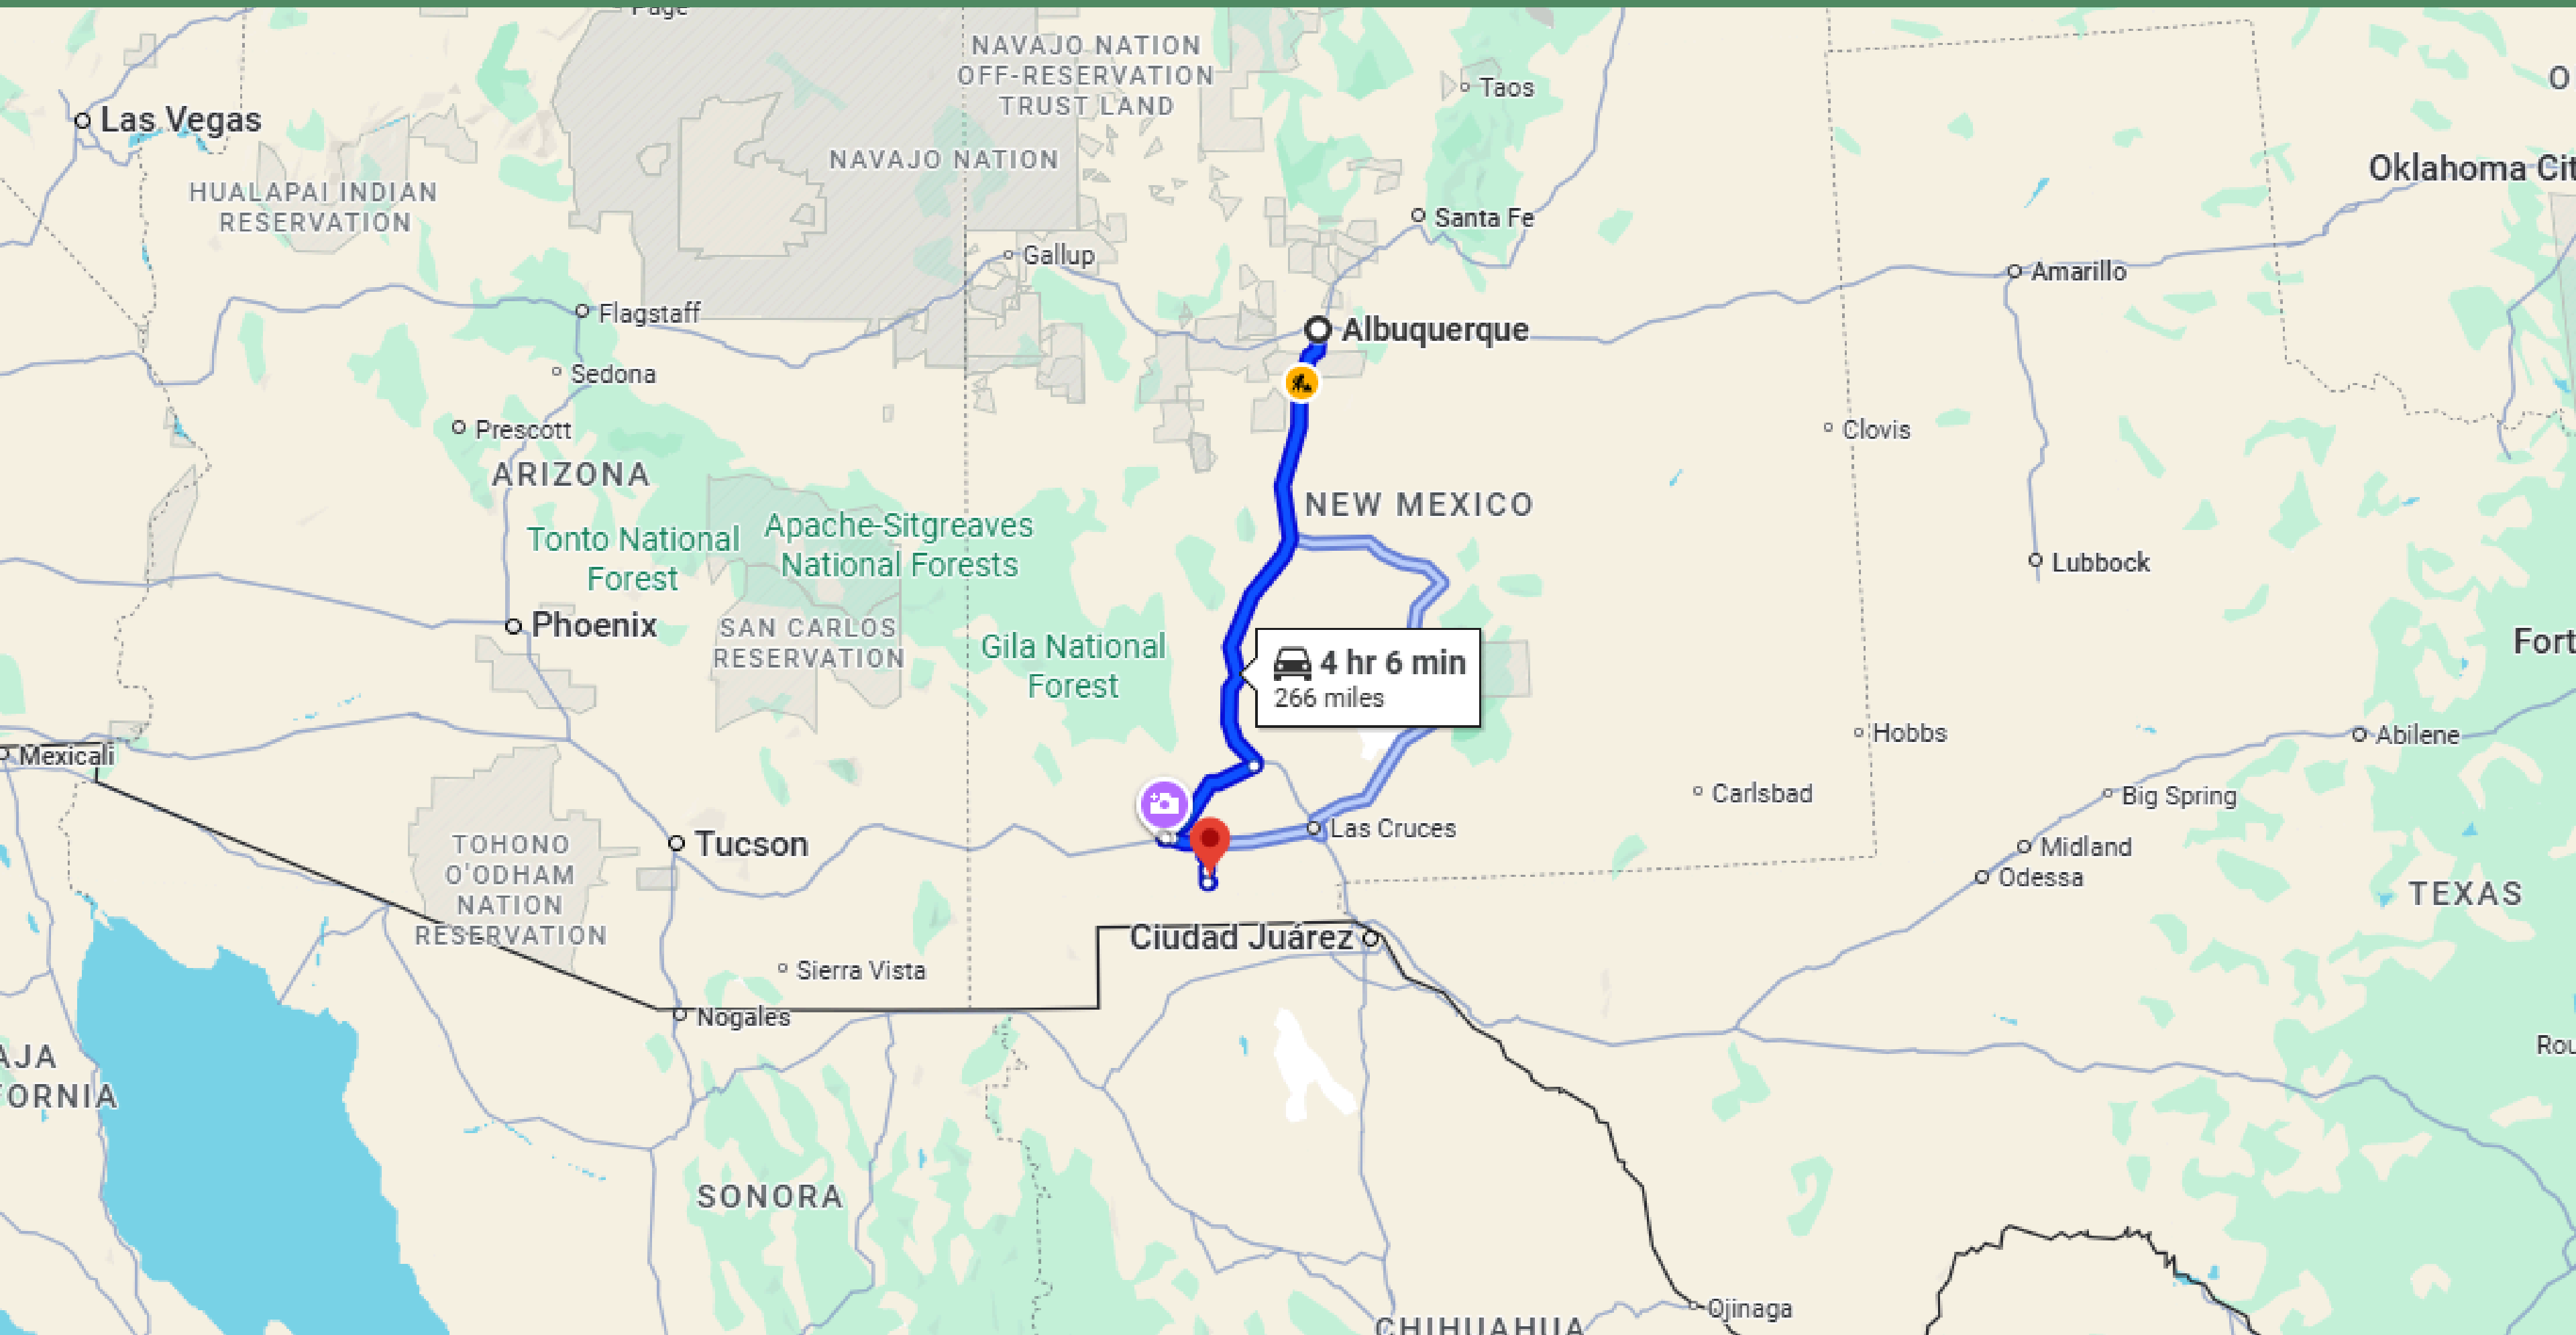 Page
NAVAJO NATION
OFF-RESERVATION
TRUST LAND
Taos
O
Las Vegas
NAVAJO NATION
Oklahoma Cit
HUALAPAI INDIAN
RESERVATION
Santa Fe
Gallup
Amarillo
Flagstaff
Albuquerque
Sedona
Prescott
Clovis
ARIZONA
NEW MEXICO
Tonto National
Forest
Apache-Sitgreaves
National Forests
Lubbock
Phoenix
SAN CARLOS
RESERVATION
Gila National
Forest
4 hr 6 min
266 miles
Fort
Hobbs
Abilene
Mexicali
Carlsbad
Big Spring
Las Cruces
Tucson
TOHONO
O'ODHAM
NATION
RESERVATION
Midland
Odessa
TEXAS
Ciudad Juárez
Sierra Vista
Nogales
AJA
FORNIA
Rou
SONORA
Ojinaga
CHIHUAHUA